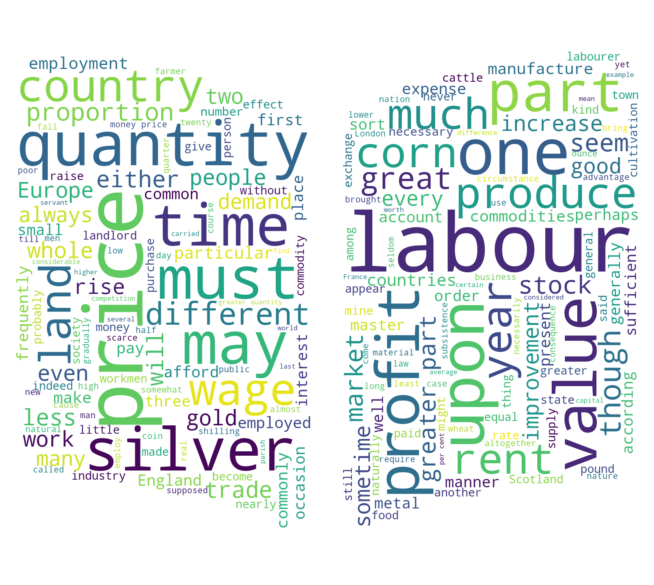 employment
farmer
country
two
proportion
number
effect
first
fall
money price
twenty
person
quantity
poor
raise
give
quarter
Europe
either
people
servant
common
without
place
always
small
price
time
demand
till
men
landlord
course
carried
whole
land
low
purchase
day
particular
find
commodity
considerable
higher
rise
must
interest
frequently
probably
competition
different
several
greater quantity
society
gradually
money
half
may
world
even
pay
will
afford
public
last
scarce
workmen
somewhat
indeed
high
new
make
three
wage
almost
cause
less
natural
man
little
gold
employed
coin
shilling
work
made
real
silver
parish
many
employ
industry
become
trade
commonly
occasion
called
supposed
England
nearly
labourer
yet
cattle
manufacture
example
lower
nation
never
expense
part
mean
town
London
much
sort
necessary
increase
kind
bring
difference
corn
one
seem
cultivation
exchange
great
circumstance
ounce
good
advantage
brought
worth
every
produce
use
account
commodities
perhaps
among
seldom
labour
general
France
countries
business
stock
said
generally
sufficient
appear
order
certain
considered
mine
master
profit
upon
year
value
though
market
part
subsistence
necessarily
present
consequence
come
material
law
improvement
greater
long
average
thing
according
least
case
state
capital
well
might
equal
supply
sometime
naturally
paid
wheat
rate
altogether
rent
pound
still
require
per cent
manner
Scotland
nature
metal
another
food